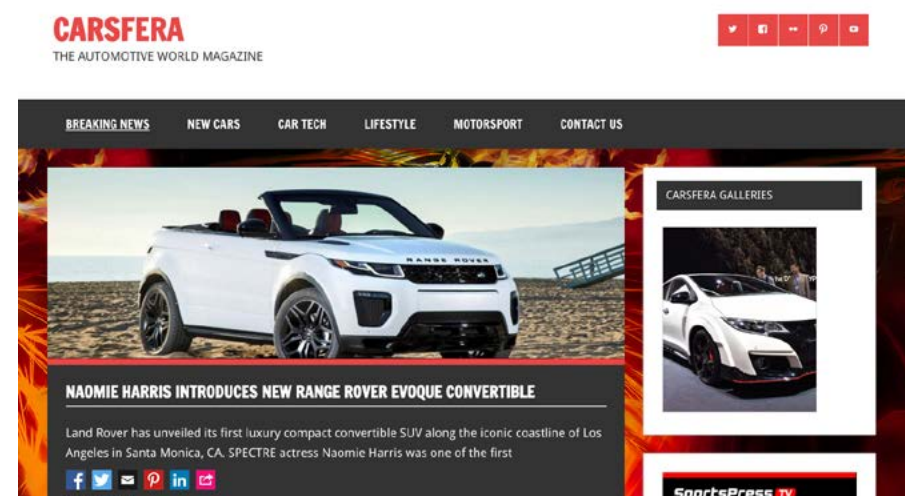 CARSFERA
THE AUTOMOTIVE WORLD MAGAZINE
BREAKING NEWS NEW CARS CAR TECH LIFESTYLE MOTORSPORT CONTACT US
CARSFERA GALLERIES
RANGE ROVER
NAOMIE HARRIS INTRODUCES NEW RANGE ROVER EVOQUE CONVERTIBLE
Land Rover has unveiled its first luxury compact convertible SUV along the iconic coastline of Los
Angeles in Santa Monica, CA. SPECTRE actress Naomie Harris was one of the first
SportsPress TV